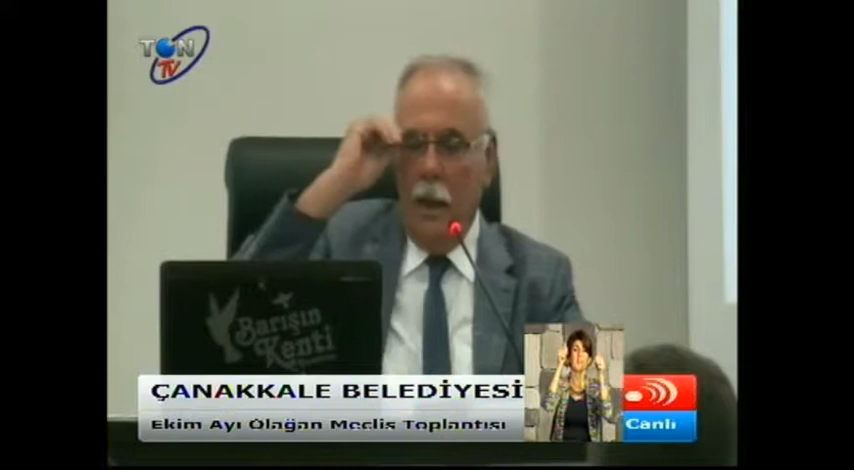 TON
TV
Barışın
Kenti
ÇANAKKALE BELEDİYESİ
Ekim Ayı Olağan Meclis Toplantısı
Canlı